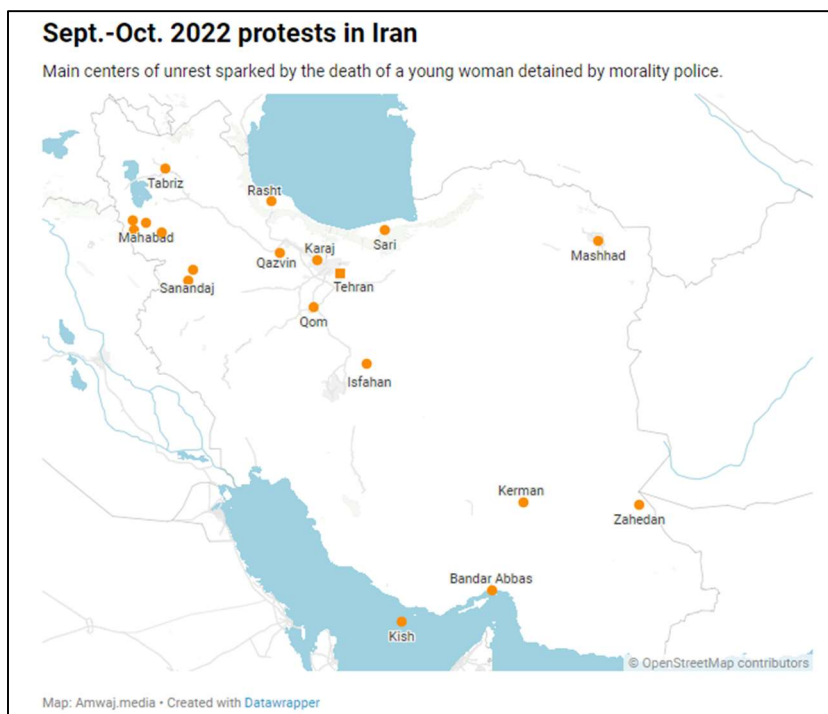 Sept.-Oct. 2022 protests in Iran
Main centers of unrest sparked by the death of a young woman detained by morality police.
Tabriz
Rasht
Mahabad
Sari
Karaj
Mashhad
Qazvin
Sanandaj
Tehran
Qom
Isfahan
Kerman
Zahedan
Bandar Abbas
Kish
© OpenStreetMap contributors
Map: Amwaj.media • Created with Datawrapper